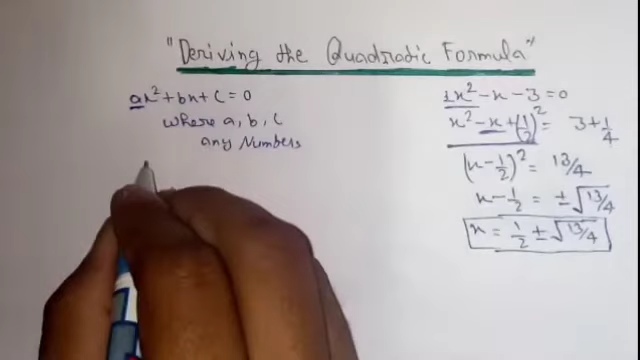 "Deriving the Quadradic Formula"
ax² + bx + c = 0
where a, b, c
any Numbers
1x² - x - 3 = 0
x² - x + (1/2)² = 3 + 1/4
(x - 1/2)² = 13/4
x - 1/2 = ± √13/4
x = 1/2 ± √13/4